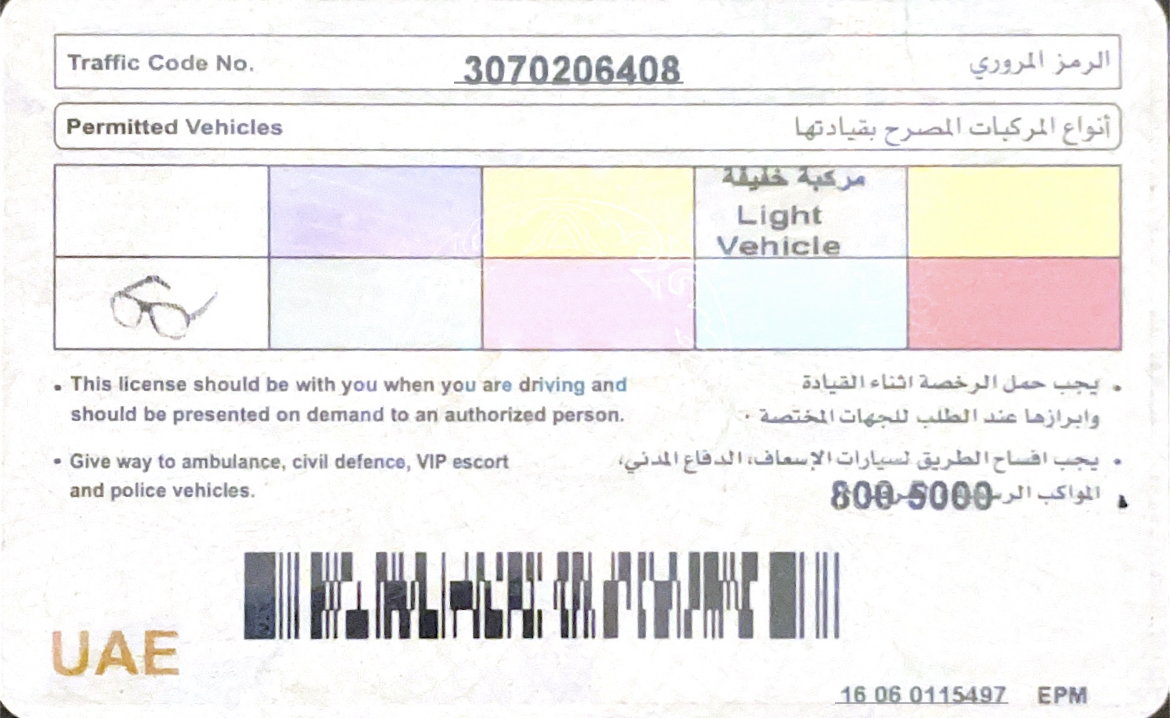 Traffic Code No. 3070206408 الرمز المروري
Permitted Vehicles أنواع المركبات المصرح بقيادتها
مركبة خفيفة
Light
Vehicle
• This license should be with you when you are driving and
should be presented on demand to an authorized person.
• يجب حمل الرخصة اثناء القيادة
وابرازها عند الطلب للجهات المختصة .
• Give way to ambulance, civil defence, VIP escort
and police vehicles.
• يجب افساح الطريق لسيارات الإسعاف، الدفاع المدني،
المواكب
800 5000
UAE
16 06 0115497 EPM